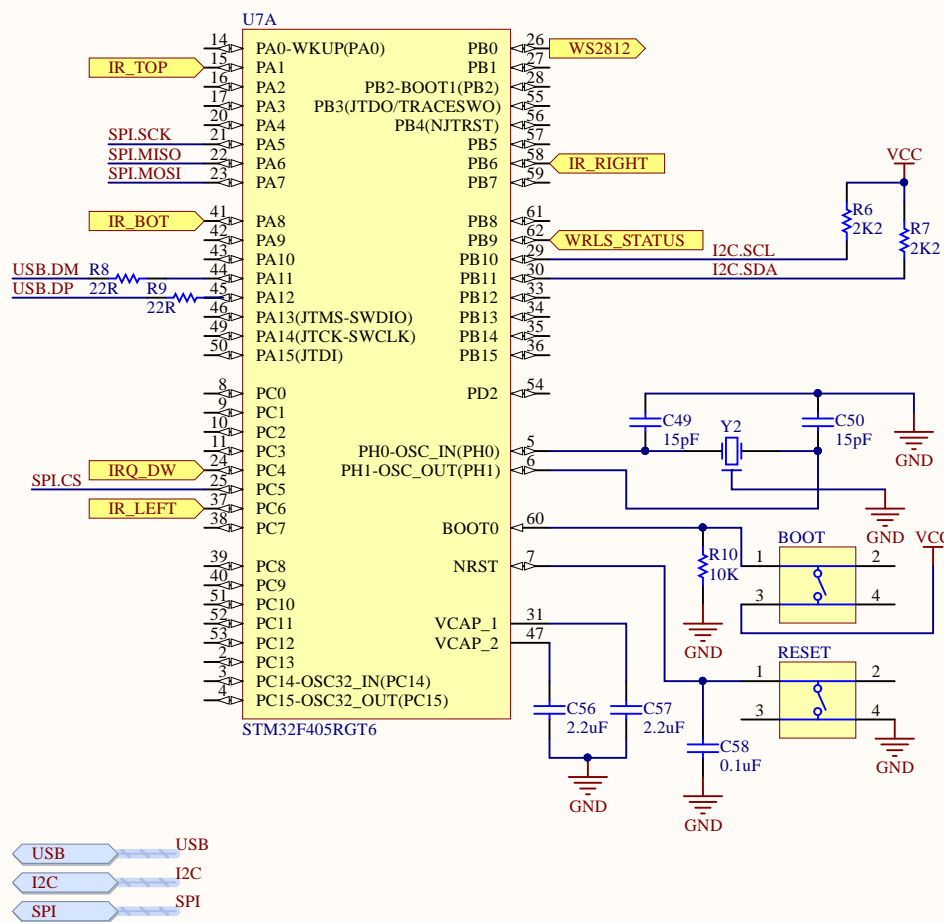 U7A
14 PA0-WKUP(PA0) PB0 26 WS2812
IR_TOP 15 PA1 PB1 27
16 PA2 PB2-BOOT1(PB2) 28
17 PA3 PB3(JTDO/TRACESWO 55
20 PA4 PB4(NJTRST) 56
SPI.SCK 21 PA5 PB5 57
SPI.MISO 22 PA6 PB6 58 IR_RIGHT
SPI.MOSI 23 PA7 PB7 59
VCC
IR_BOT 41 PA8 PB8 61
R6 2K2
R7 2K2
42 PA9 PB9 62 WRLS_STATUS
43 PA10 PB10 29 I2C.SCL
USB.DM R8 22R 44 PA11 PB11 30 I2C.SDA
USB.DP R9 22R 45 PA12 PB12 33
46 PA13(JTMS-SWDIO) PB13 34
49 PA14(JTCK-SWCLK) PB14 35
50 PA15(JTDI) PB15 36
8 PC0 PD2 54
9 PC1
10 PC2
C49 15pF
Y2
C50 15pF
GND
11 PC3 PH0-OSC_IN(PH0) 5
IRQ_DW 24 PC4 PH1-OSC_OUT(PH1) 6
SPI.CS 25 PC5
IR_LEFT 37 PC6
GND
38 PC7 BOOT0 60
R10 10K
GND
BOOT
1 2
3 4
VCC
39 PC8 NRST 7
40 PC9
51 PC10
52 PC11 VCAP_1 31
53 PC12 VCAP_2 47
2 PC13
3 PC14-OSC32_IN(PC14)
4 PC15-OSC32_OUT(PC15)
RESET
1 2
3 4
GND
STM32F405RGT6
C56 2.2uF
C57 2.2uF
GND
C58 0.1uF
GND
USB USB
I2C I2C
SPI SPI